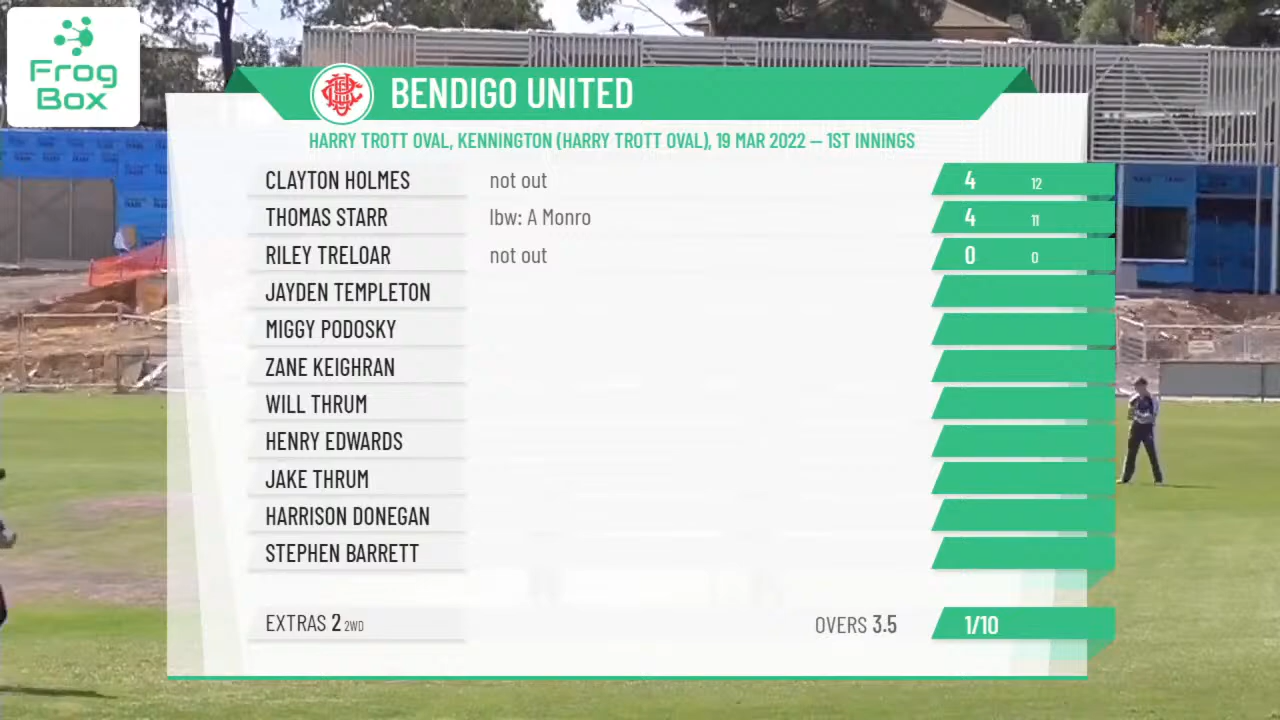 Frog
Box
BENDIGO UNITED
HARRY TROTT OVAL, KENNINGTON (HARRY TROTT OVAL), 19 MAR 2022 – 1ST INNINGS
CLAYTON HOLMES not out 4 12
THOMAS STARR lbw: A Monro 4 11
RILEY TRELOAR not out 0 0
JAYDEN TEMPLETON
MIGGY PODOSKY
ZANE KEIGHRAN
WILL THRUM
HENRY EDWARDS
JAKE THRUM
HARRISON DONEGAN
STEPHEN BARRETT
EXTRAS 2 2WD OVERS 3.5 1/10